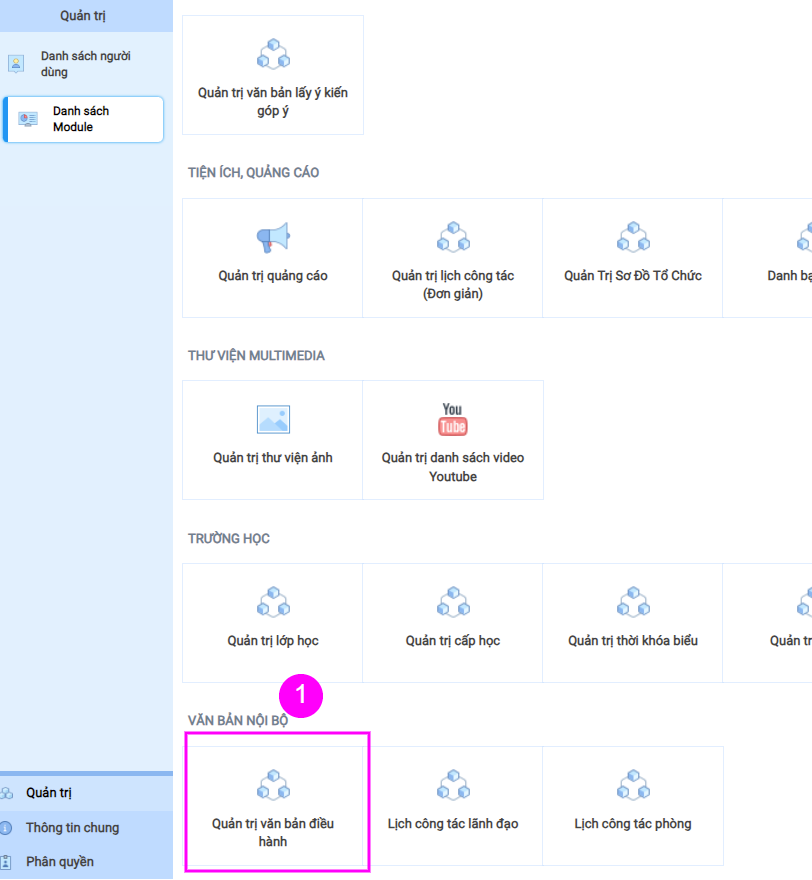 Quản trị
Danh sách người
dùng
Danh sách
Module
Quản trị văn bản lấy ý kiến
góp ý
TIỆN ÍCH, QUẢNG CÁO
Quản trị quảng cáo
Quản trị lịch công tác
(Đơn giản)
Quản Trị Sơ Đồ Tổ Chức
Danh bạ
THƯ VIỆN MULTIMEDIA
You
Tube
Quản trị thư viện ảnh
Quản trị danh sách video
Youtube
TRƯỜNG HỌC
Quản trị lớp học
Quản trị cấp học
Quản trị thời khóa biểu
Quản tr
1
VĂN BẢN NỘI BỘ
Quản trị văn bản điều
hành
Lịch công tác lãnh đạo
Lịch công tác phòng
Quản trị
Thông tin chung
Phân quyền